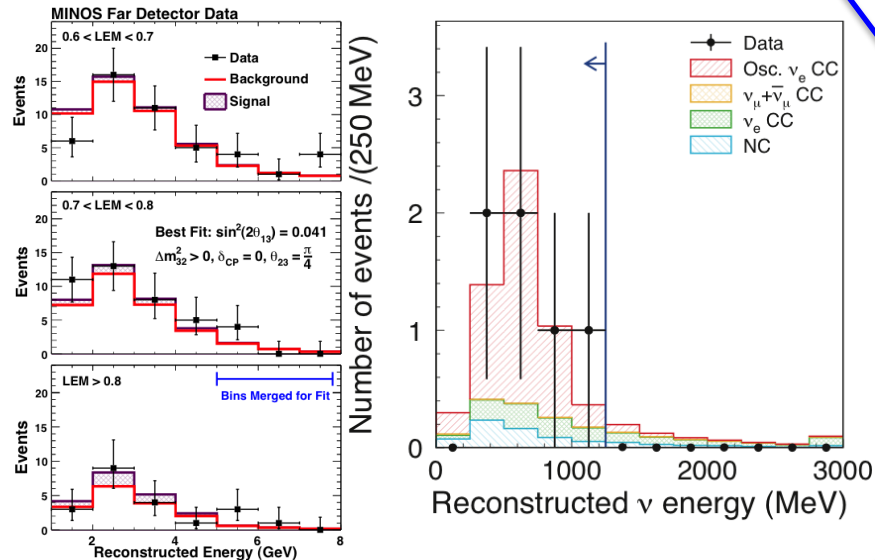 MINOS Far Detector Data
0.6 < LEM < 0.7
Data
Background
Signal
Events
20
15
10
5
0
0.7 < LEM < 0.8
Best Fit: sin²(2θ₁₃) = 0.041
Δm²₃₂ > 0, δ_CP = 0, θ₂₃ = π/4
Events
20
15
10
5
0
LEM > 0.8
Bins Merged for Fit
Events
20
15
10
5
0
2 4 6 8
Reconstructed Energy (GeV)
Number of events /(250 MeV)
3
2
1
0
Data
Osc. νₑ CC
ν_μ+ν̅_μ CC
νₑ CC
NC
0 1000 2000 3000
Reconstructed ν energy (MeV)